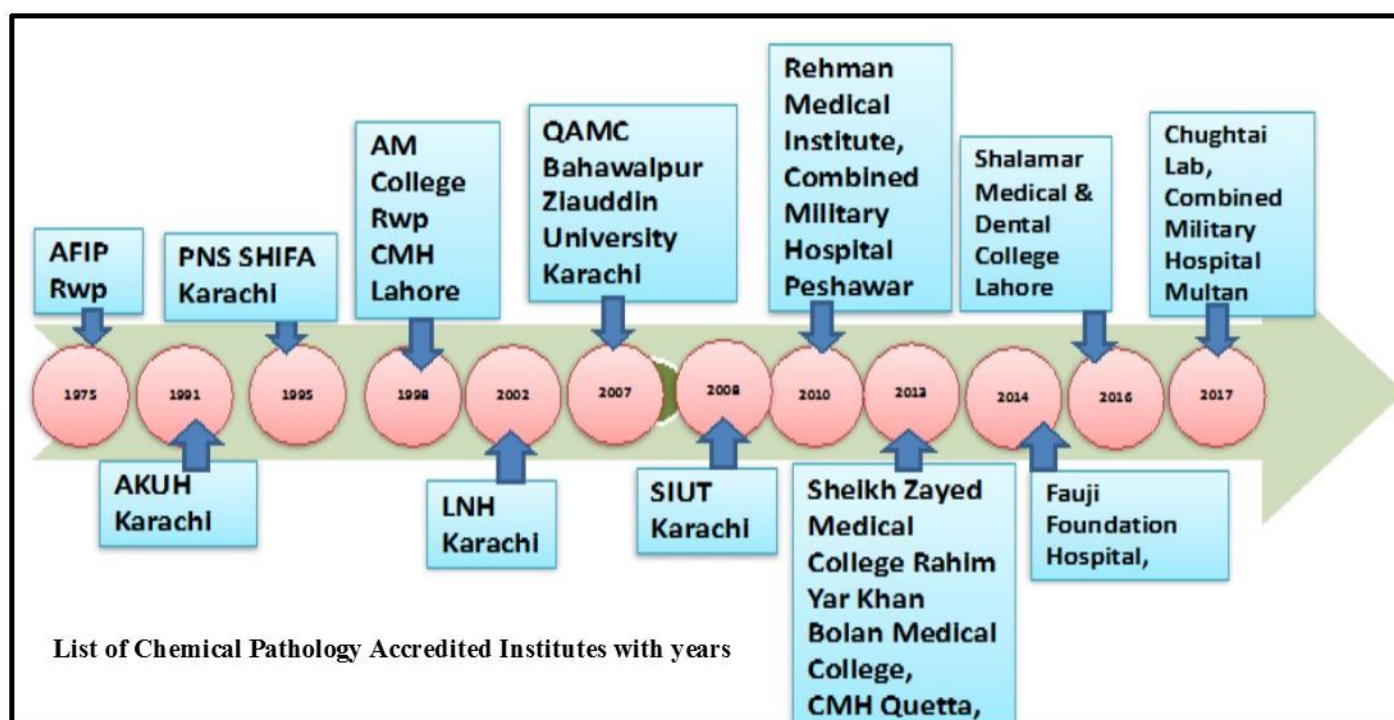 AFIP
Rwp
PNS SHIFA
Karachi
AM
College
Rwp
CMH
Lahore
QAMC
Bahawalpur
Ziauddin
University
Karachi
Rehman
Medical
Institute,
Combined
Military
Hospital
Peshawar
Shalamar
Medical &
Dental
College
Lahore
Chughtai
Lab,
Combined
Military
Hospital
Multan
1975
1991
1995
1998
2002
2007
2008
2010
2013
2014
2016
2017
AKUH
Karachi
LNH
Karachi
SIUT
Karachi
Sheikh Zayed
Medical
College Rahim
Yar Khan
Bolan Medical
College,
CMH Quetta,
Fauji
Foundation
Hospital,
List of Chemical Pathology Accredited Institutes with years